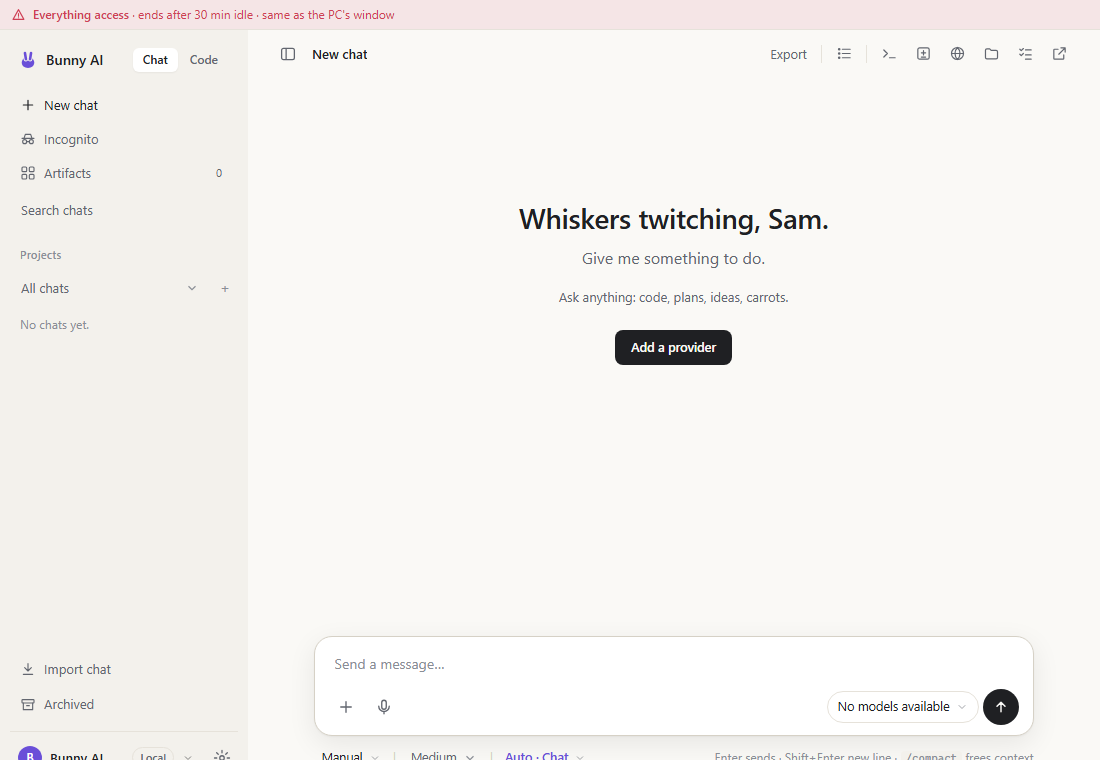 Everything access · ends after 30 min idle · same as the PC's window
Bunny AI
Chat
Code
New chat
Incognito
Artifacts
0
Search chats
Projects
All chats
No chats yet.
Import chat
Archived
B
Bunny AI
Local
New chat
Export
Whiskers twitching, Sam.
Give me something to do.
Ask anything: code, plans, ideas, carrots.
Add a provider
Send a message...
No models available
Manual
Medium
Auto · Chat
Enter sends · Shift+Enter new line · /compact frees context